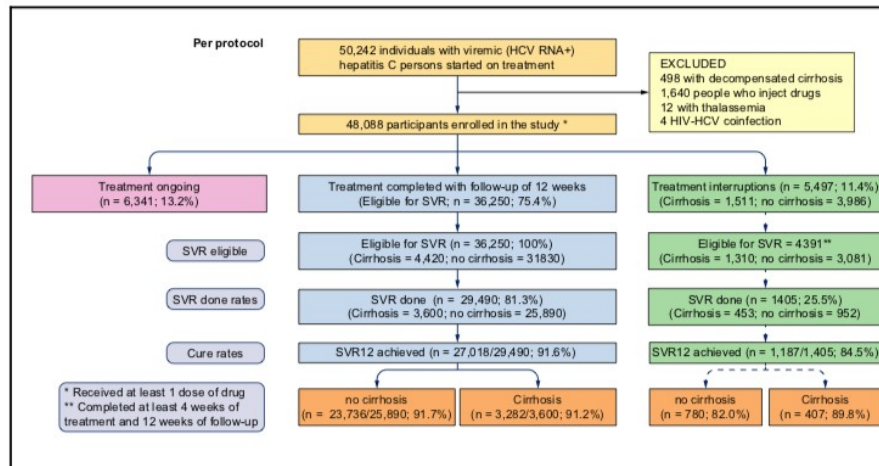 Per protocol
50,242 individuals with viremic (HCV RNA+)
hepatitis C persons started on treatment
EXCLUDED
498 with decompensated cirrhosis
1,640 people who inject drugs
12 with thalassemia
4 HIV-HCV coinfection
48,088 participants enrolled in the study *
Treatment ongoing
(n = 6,341; 13.2%)
Treatment completed with follow-up of 12 weeks
(Eligible for SVR; n = 36,250; 75.4%)
Treatment interruptions (n = 5,497; 11.4%)
(Cirrhosis = 1,511; no cirrhosis = 3,986)
SVR eligible
Eligible for SVR (n = 36,250; 100%)
(Cirrhosis = 4,420; no cirrhosis = 31830)
Eligible for SVR = 4391**
(Cirrhosis = 1,310; no cirrhosis = 3,081)
SVR done rates
SVR done (n = 29,490; 81.3%)
(Cirrhosis = 3,600; no cirrhosis = 25,890)
SVR done (n = 1405; 25.5%)
(Cirrhosis = 453; no cirrhosis = 952)
Cure rates
SVR12 achieved (n = 27,018/29,490; 91.6%)
SVR12 achieved (n = 1,187/1,405; 84.5%)
* Received at least 1 dose of drug
** Completed at least 4 weeks of
treatment and 12 weeks of follow-up
no cirrhosis
(n = 23,736/25,890; 91.7%)
Cirrhosis
(n = 3,282/3,600; 91.2%)
no cirrhosis
(n = 780; 82.0%)
Cirrhosis
(n = 407; 89.8%)